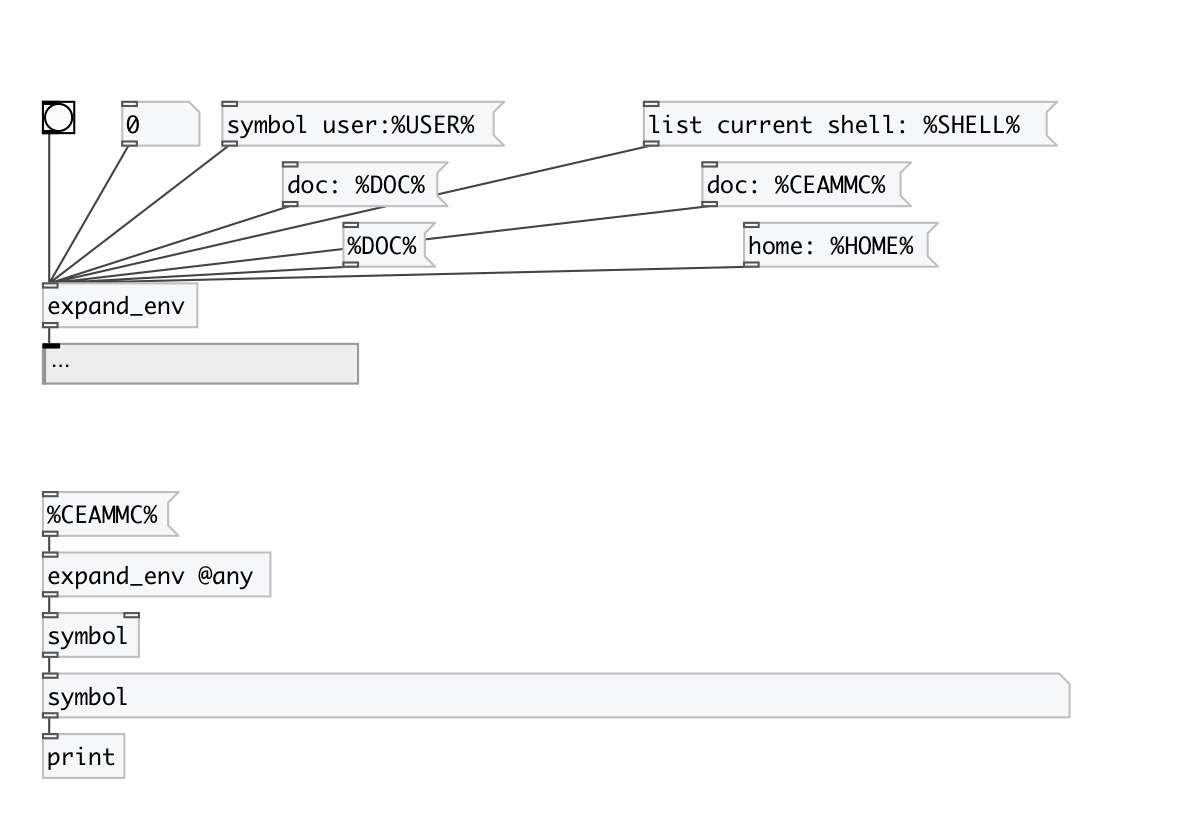 0
symbol user:%USER%
list current shell: %SHELL%
doc: %DOC%
doc: %CEAMMC%
%DOC%
home: %HOME%
expand_env
...
%CEAMMC%
expand_env @any
symbol
symbol
print